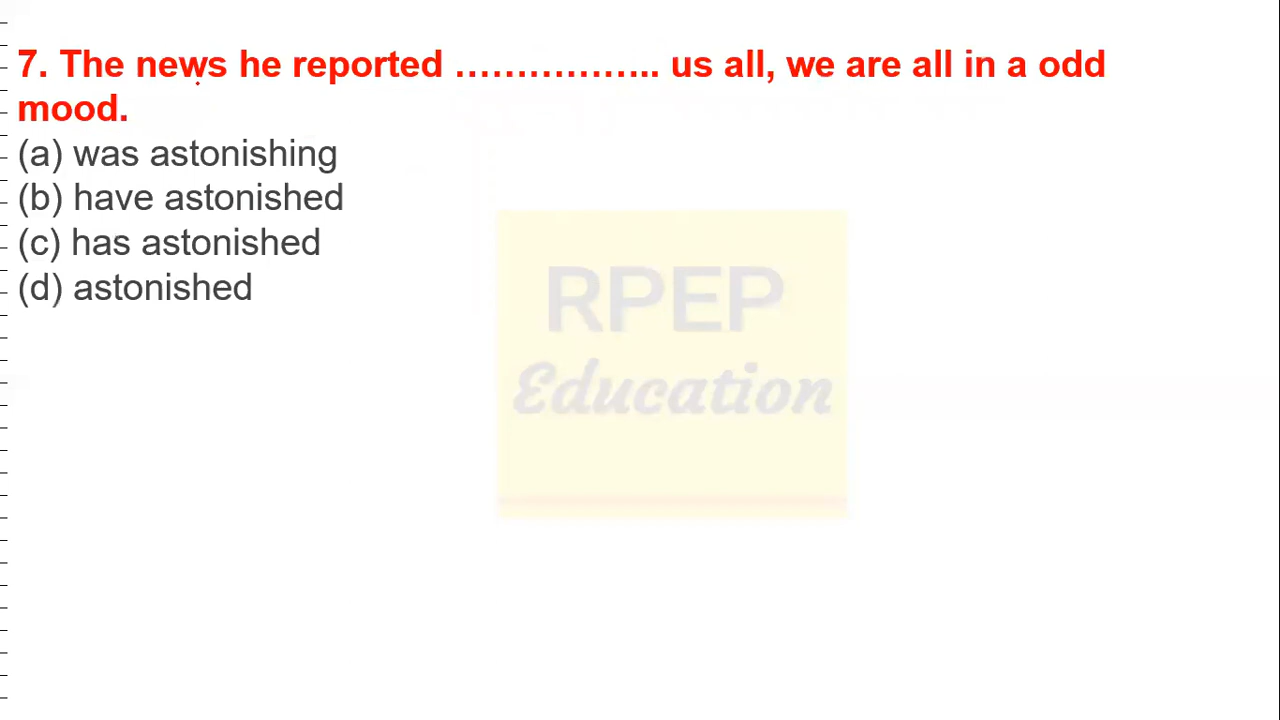 7. The news he reported ……………….. us all, we are all in a odd
mood.
(a) was astonishing
(b) have astonished
(c) has astonished
(d) astonished
RPEP
Education